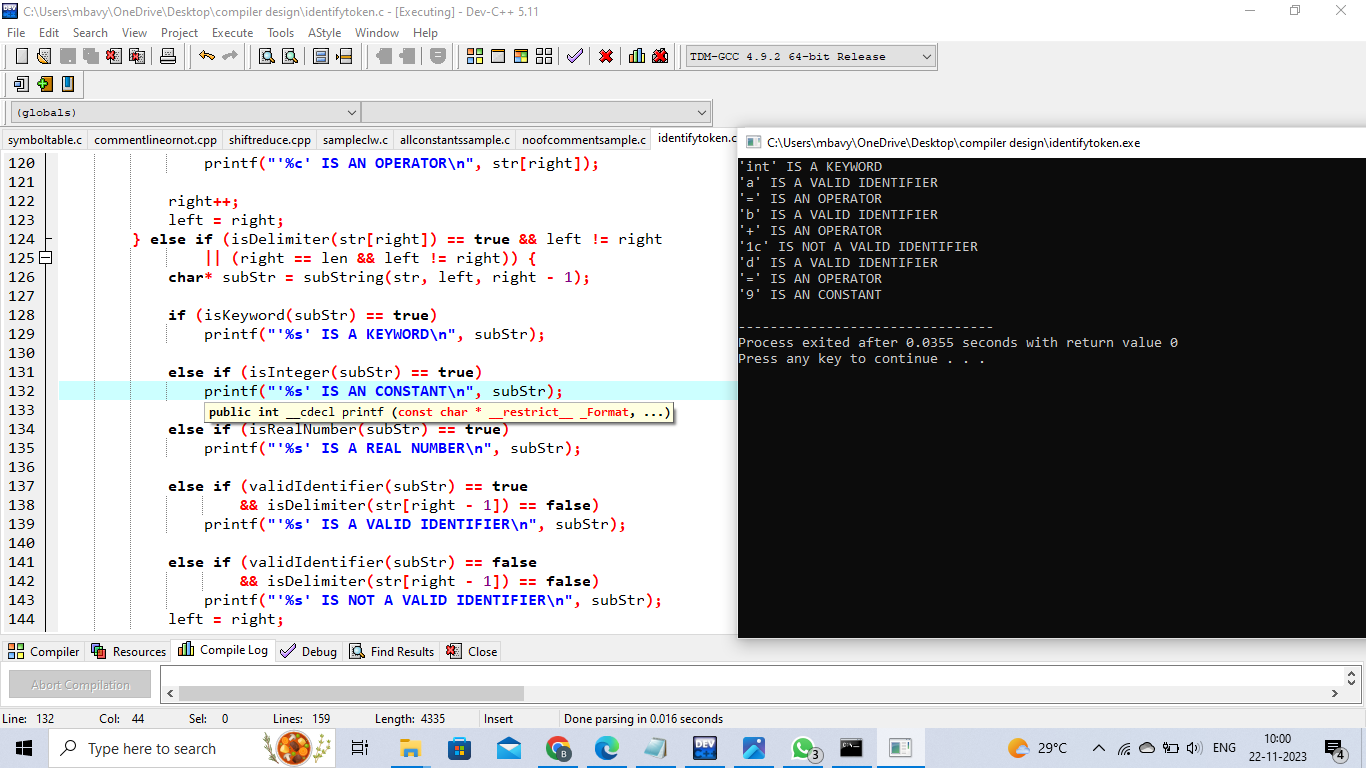 C:\Users\mbavy\OneDrive\Desktop\compiler design\identifytoken.c - [Executing] - Dev-C++ 5.11
File Edit Search View Project Execute Tools AStyle Window Help
TDM-GCC 4.9.2 64-bit Release
(globals)
symboltable.c commentlineornot.cpp shiftreduce.cpp sampleclw.c allconstantssample.c noofcommentsample.c identifytoken.c
120 printf("'%c' IS AN OPERATOR\n", str[right]);
121
122 right++;
123 left = right;
124 } else if (isDelimiter(str[right]) == true && left != right
125 || (right == len && left != right)) {
126 char* subStr = subString(str, left, right - 1);
127
128 if (isKeyword(subStr) == true)
129 printf("'%s' IS A KEYWORD\n", subStr);
130
131 else if (isInteger(subStr) == true)
132 printf("'%s' IS AN CONSTANT\n", subStr);
133 public int __cdecl printf (const char * __restrict__ _Format, ...)
134 else if (isRealNumber(subStr) == true)
135 printf("'%s' IS A REAL NUMBER\n", subStr);
136
137 else if (validIdentifier(subStr) == true
138 && isDelimiter(str[right - 1]) == false)
139 printf("'%s' IS A VALID IDENTIFIER\n", subStr);
140
141 else if (validIdentifier(subStr) == false
142 && isDelimiter(str[right - 1]) == false)
143 printf("'%s' IS NOT A VALID IDENTIFIER\n", subStr);
144 left = right;
C:\Users\mbavy\OneDrive\Desktop\compiler design\identifytoken.exe
'int' IS A KEYWORD
'a' IS A VALID IDENTIFIER
'=' IS AN OPERATOR
'b' IS A VALID IDENTIFIER
'+' IS AN OPERATOR
'1c' IS NOT A VALID IDENTIFIER
'd' IS A VALID IDENTIFIER
'=' IS AN OPERATOR
'9' IS AN CONSTANT
--------------------------------
Process exited after 0.0355 seconds with return value 0
Press any key to continue . . .
Compiler Resources Compile Log Debug Find Results Close
Abort Compilation
Line: 132 Col: 44 Sel: 0 Lines: 159 Length: 4335 Insert Done parsing in 0.016 seconds
Type here to search
DEV
3
29°C
ENG
10:00
22-11-2023
4